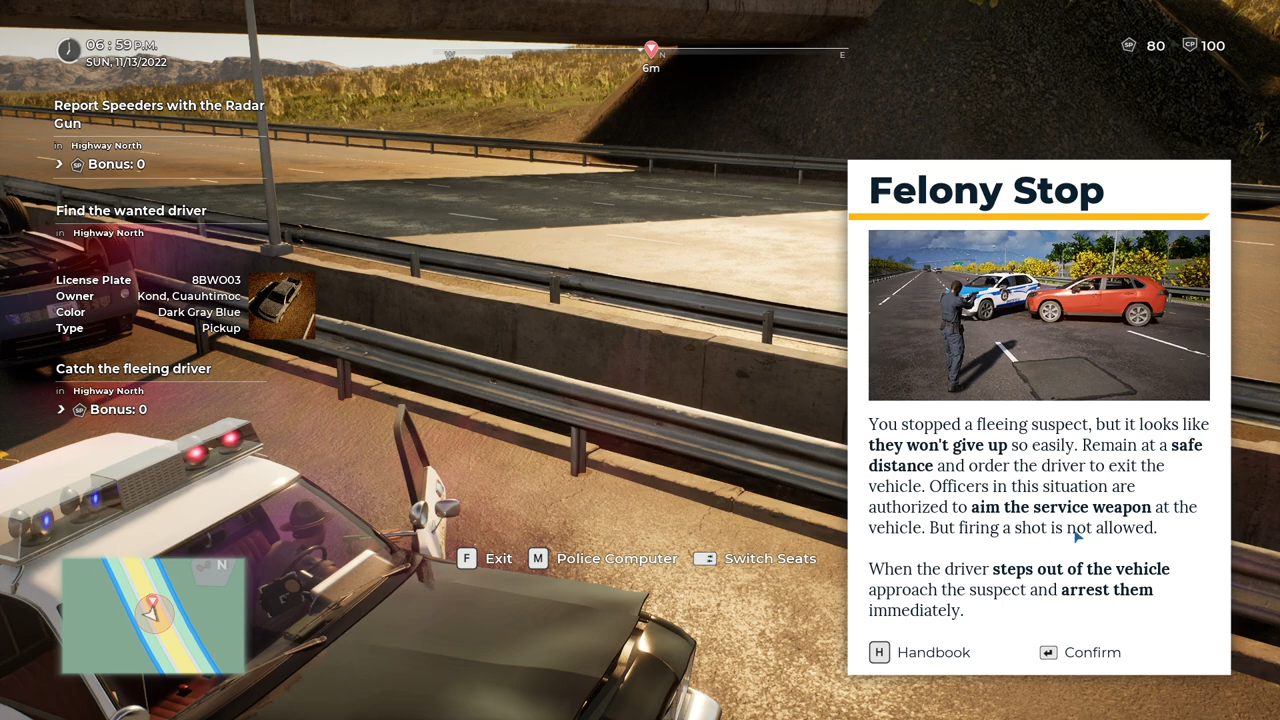 06 : 59 P.M.
SUN, 11/13/2022
W
N
E
6m
SP 80 CP 100
Report Speeders with the Radar
Gun
in Highway North
SP Bonus: 0
Find the wanted driver
in Highway North
License Plate 8BWO03
Owner Kond, Cuauhtimoc
Color Dark Gray Blue
Type Pickup
Catch the fleeing driver
in Highway North
SP Bonus: 0
N
F Exit M Police Computer Switch Seats
Felony Stop
You stopped a fleeing suspect, but it looks like
they won't give up so easily. Remain at a safe
distance and order the driver to exit the
vehicle. Officers in this situation are
authorized to aim the service weapon at the
vehicle. But firing a shot is not allowed.
When the driver steps out of the vehicle
approach the suspect and arrest them
immediately.
H Handbook Confirm